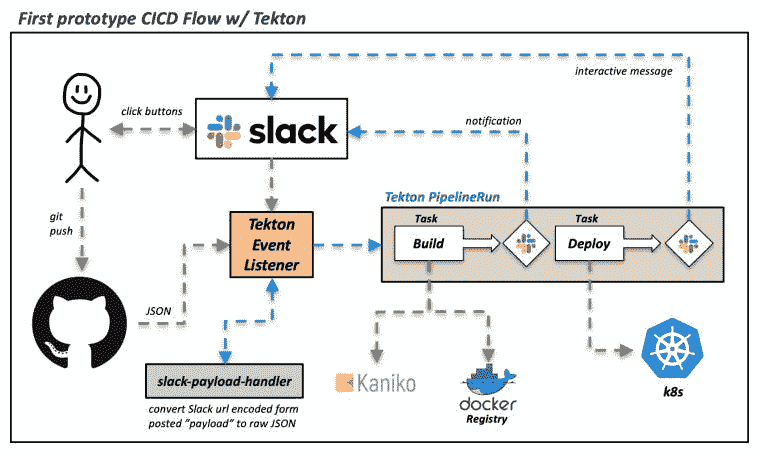 First prototype CICD Flow w/ Tekton
interactive message
click buttons
slack
notification
Tekton PipelineRun
git
push
Tekton
Event
Listener
Task
Build
Task
Deploy
JSON
slack-payload-handler
convert Slack url encoded form
posted "payload" to raw JSON
Kaniko
docker
Registry
k8s